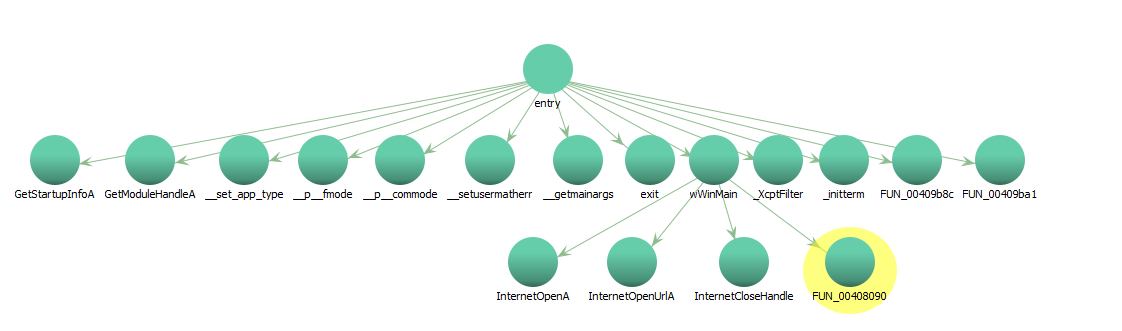 entry
GetStartupInfoA GetModuleHandleA __set_app_type __p__fmode __p__commode __setusermatherr __getmainargs exit wWinMain _XcptFilter _initterm FUN_00409b8c FUN_00409ba1
InternetOpenA InternetOpenUrlA InternetCloseHandle FUN_00408090